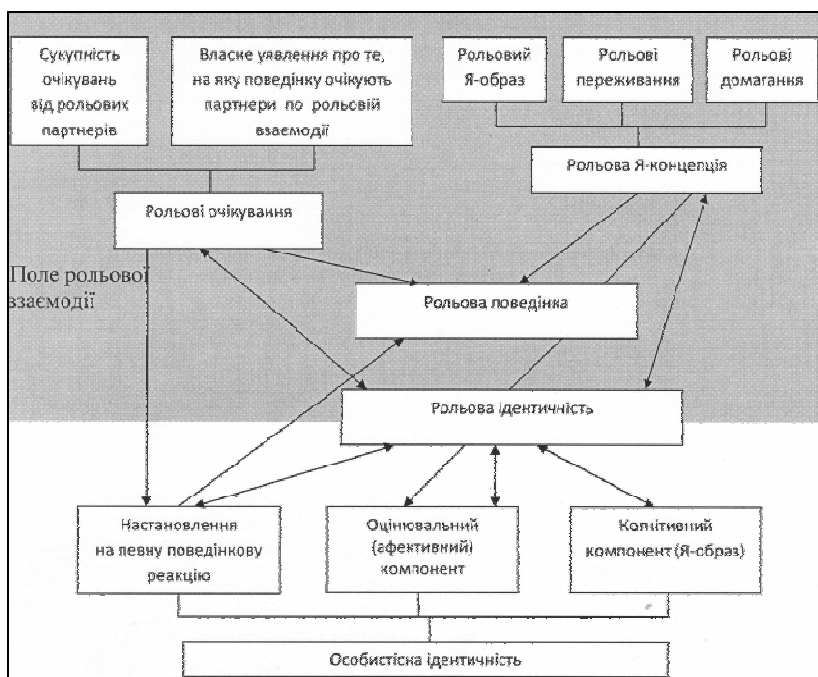 Сукупність
очікувань
від рольових
партнерів
Власне уявлення про те,
на яку поведінку очікують
партнери по рольовій
взаємодії
Рольовий
Я-образ
Рольові
переживання
Рольові
домагання
Рольова Я-концепція
Рольові очікування
Поле рольової
взаємодії
Рольова поведінка
Рольова ідентичність
Настановлення
на певну поведінкову
реакцію
Оцінювальний
(афективний)
компонент
Когнітивний
компонент (Я-образ)
Особистісна ідентичність